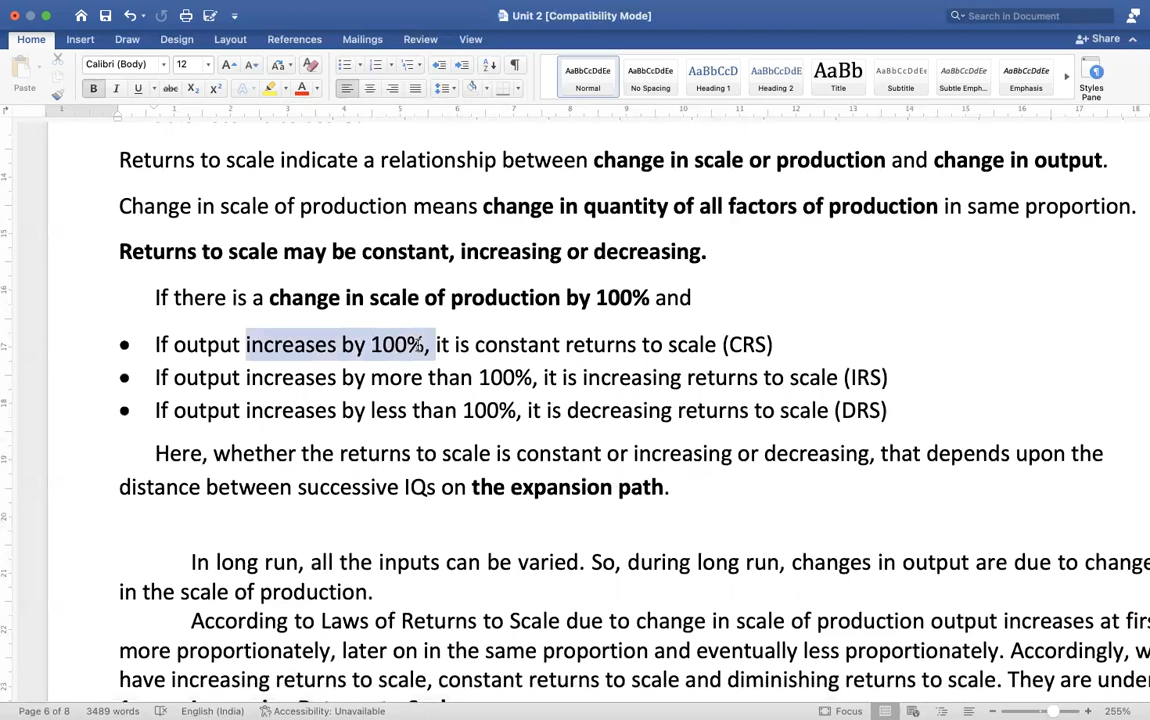 Unit 2 [Compatibility Mode]
Search in Document
Home Insert Draw Design Layout References Mailings Review View
Share
Paste
Calibri (Body) 12
AaBbCcDdEe AaBbCcDdEe AaBbCcD AaBbCcDdE AaBb AaBbCcDdEe AaBbCcDdEe AaBbCcDdEe
Normal No Spacing Heading 1 Heading 2 Title Subtitle Subtle Emph... Emphasis
Styles Pane
Returns to scale indicate a relationship between change in scale or production and change in output.
Change in scale of production means change in quantity of all factors of production in same proportion.
Returns to scale may be constant, increasing or decreasing.
If there is a change in scale of production by 100% and
• If output increases by 100%, it is constant returns to scale (CRS)
• If output increases by more than 100%, it is increasing returns to scale (IRS)
• If output increases by less than 100%, it is decreasing returns to scale (DRS)
Here, whether the returns to scale is constant or increasing or decreasing, that depends upon the
distance between successive IQs on the expansion path.
In long run, all the inputs can be varied. So, during long run, changes in output are due to change
in the scale of production.
According to Laws of Returns to Scale due to change in scale of production output increases at firs
more proportionately, later on in the same proportion and eventually less proportionately. Accordingly, w
have increasing returns to scale, constant returns to scale and diminishing returns to scale. They are under
Page 6 of 8 3489 words English (India) Accessibility: Unavailable Focus 255%